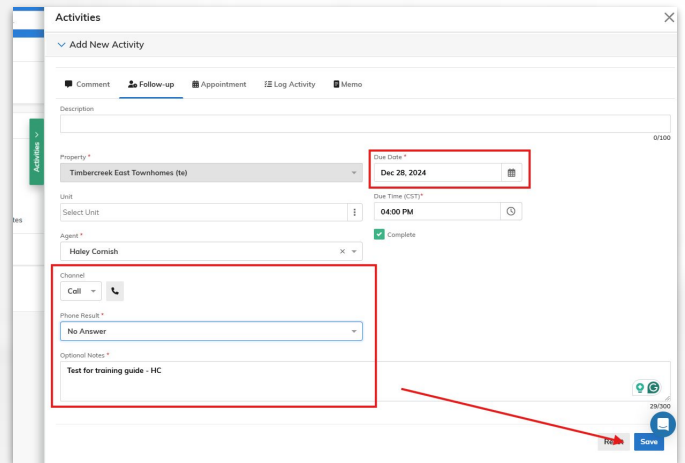 Activities
Add New Activity
Comment Follow-up Appointment Log Activity Memo
Description
0/100
Property * Due Date *
Timbercreek East Townhomes (te) Dec 28, 2024
Unit Due Time (CST)*
Select Unit 04:00 PM
Agent * Complete
Haley Cornish
Channel
Call
Phone Result *
No Answer
Optional Notes *
Test for training guide - HC
29/300
Save
Activities
tes